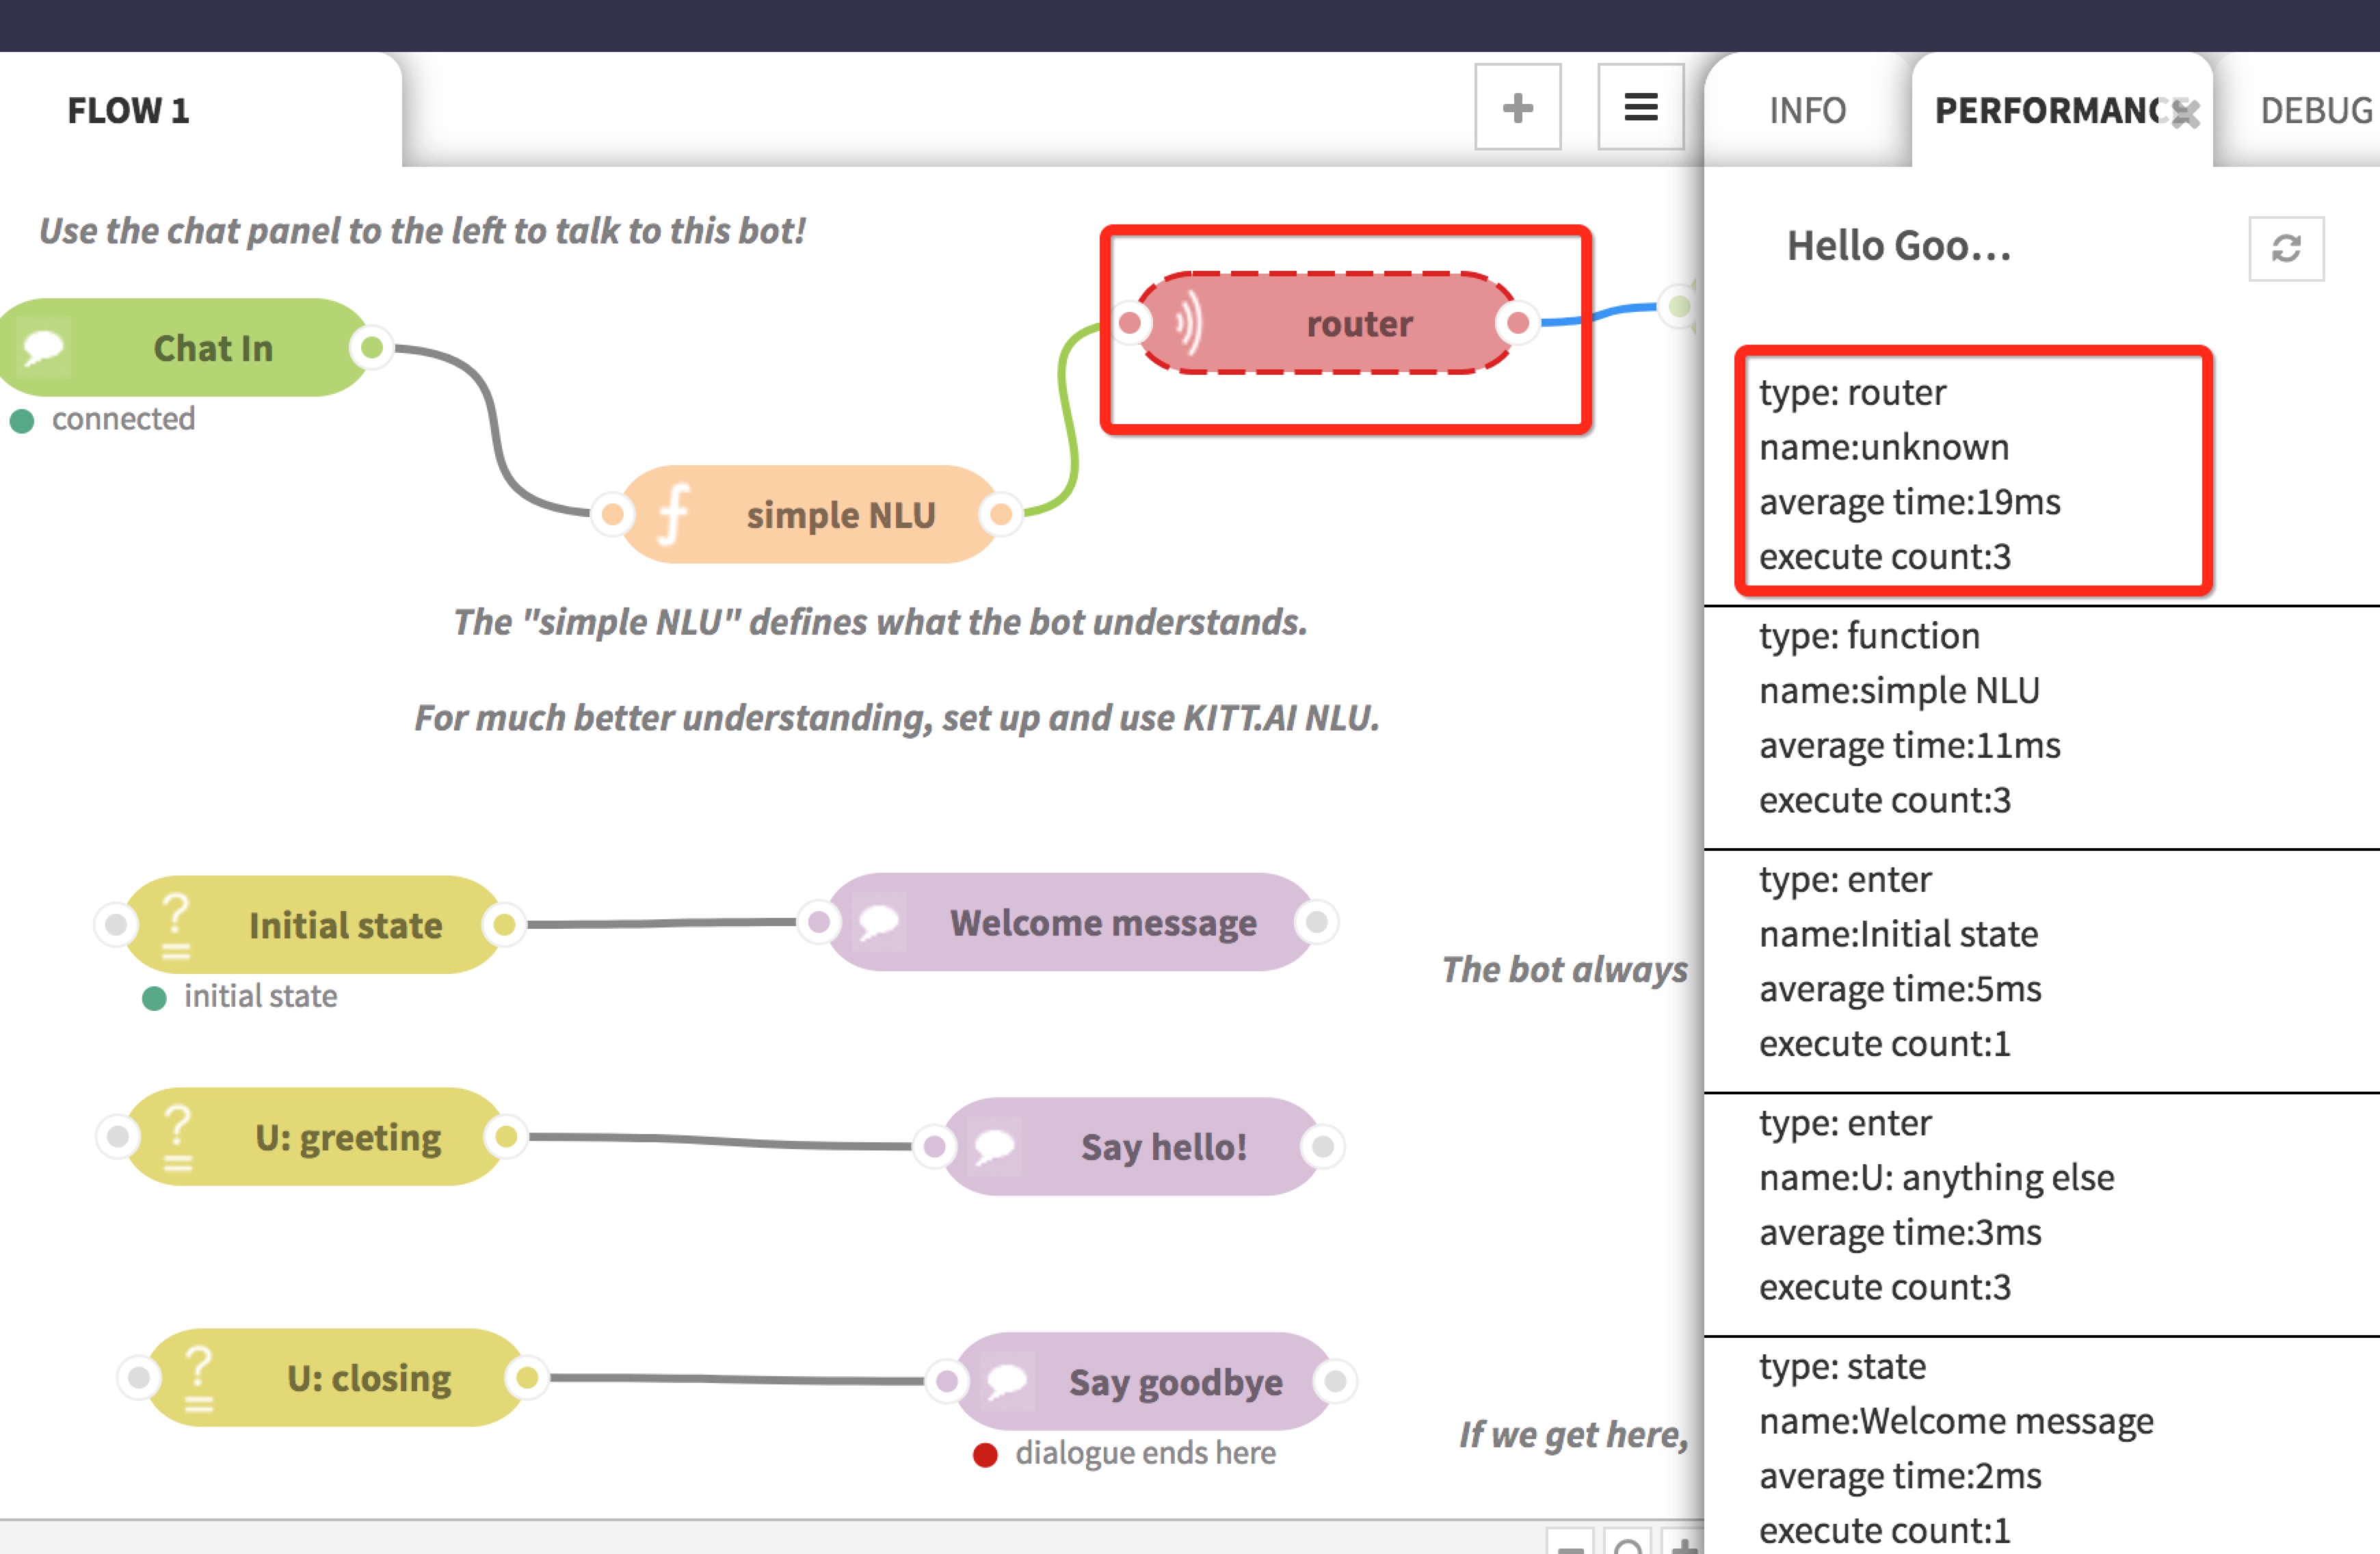 FLOW 1
INFO
PERFORMANCE
DEBUG
Use the chat panel to the left to talk to this bot!
Chat In
connected
router
simple NLU
The "simple NLU" defines what the bot understands.
For much better understanding, set up and use KITT.AI NLU.
Initial state
initial state
Welcome message
The bot always
U: greeting
Say hello!
U: closing
Say goodbye
dialogue ends here
If we get here,
Hello Goo...
type: router
name:unknown
average time:19ms
execute count:3
type: function
name:simple NLU
average time:11ms
execute count:3
type: enter
name:Initial state
average time:5ms
execute count:1
type: enter
name:U: anything else
average time:3ms
execute count:3
type: state
name:Welcome message
average time:2ms
execute count:1